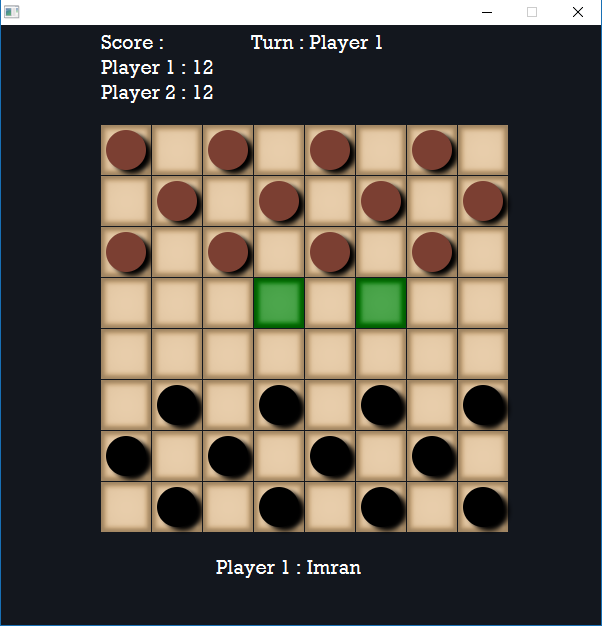 Score : Turn : Player 1
Player 1 : 12
Player 2 : 12
Player 1 : Imran